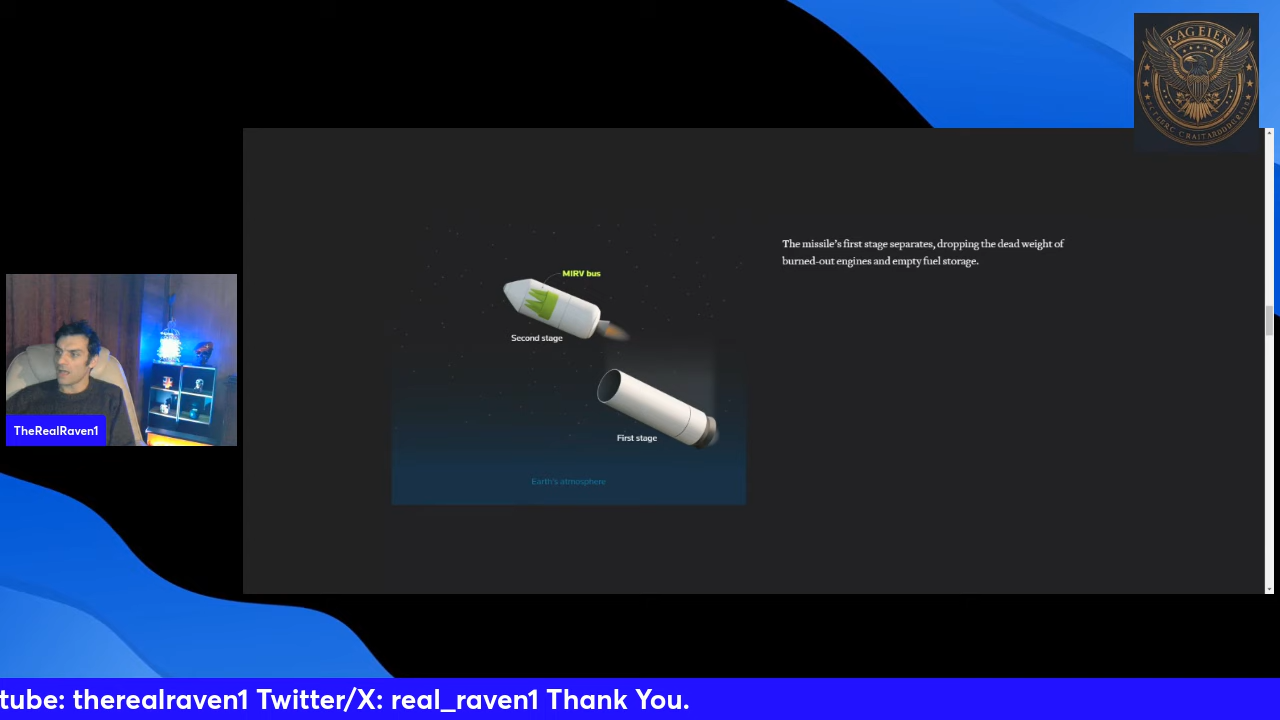 RAGEIEN
The missile's first stage separates, dropping the dead weight of
burned-out engines and empty fuel storage.
MIRV bus
Second stage
First stage
Earth's atmosphere
TheRealRaven1
tube: therealraven1 Twitter/X: real_raven1 Thank You.